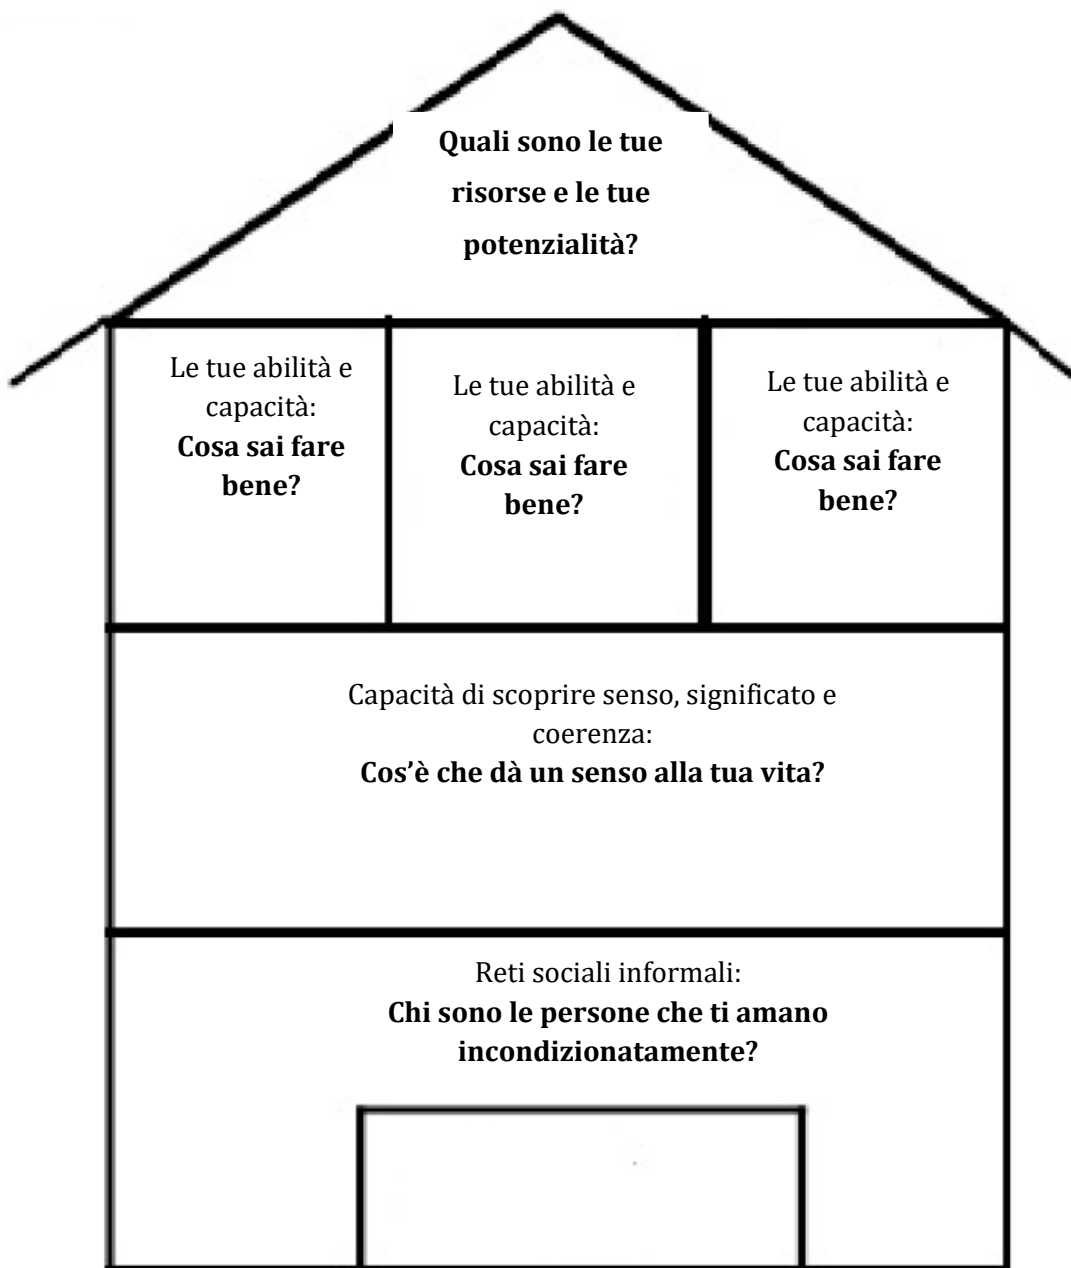 Quali sono le tue
risorse e le tue
potenzialità?
Le tue abilità e
capacità:
Cosa sai fare
bene?
Le tue abilità e
capacità:
Cosa sai fare
bene?
Le tue abilità e
capacità:
Cosa sai fare
bene?
Capacità di scoprire senso, significato e
coerenza:
Cos’è che dà un senso alla tua vita?
Reti sociali informali:
Chi sono le persone che ti amano
incondizionatamente?